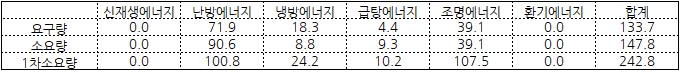 신재생에너지 난방에너지 냉방에너지 급탕에너지 조명에너지 환기에너지 합계
요구량 0.0 71.9 18.3 4.4 39.1 0.0 133.7
소요량 0.0 90.6 8.8 9.3 39.1 0.0 147.8
1차소요량 0.0 100.8 24.2 10.2 107.5 0.0 242.8